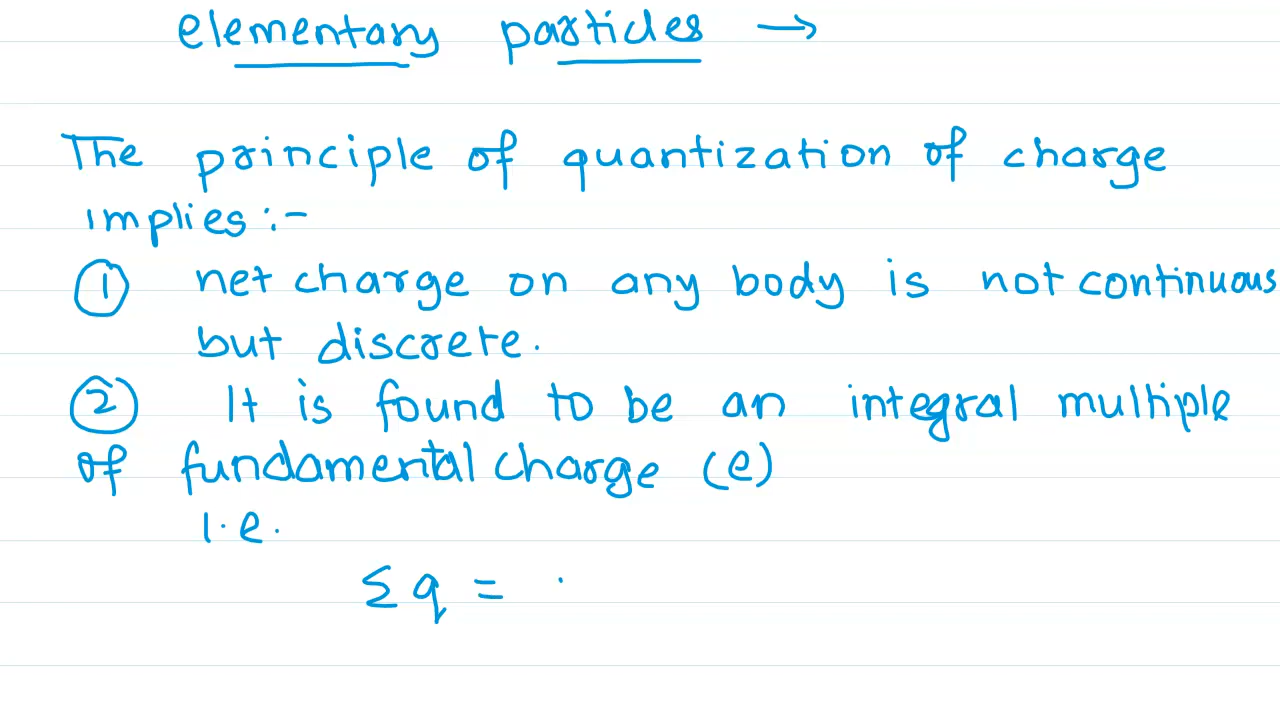 elementary particles →
The principle of quantization of charge
implies :-
① net charge on any body is not continuous
but discrete.
② It is found to be an integral multiple
of fundamental charge (e)
I.e.
Σq = .